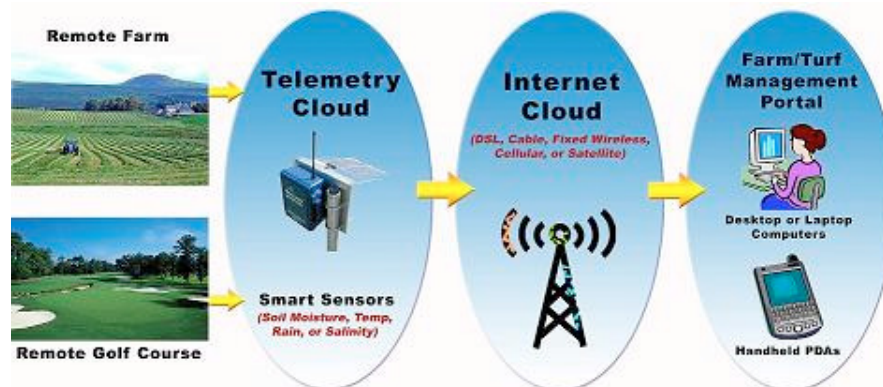 Remote Farm
Remote Golf Course
Telemetry
Cloud
Smart Sensors
(Soil Moisture, Temp,
Rain, or Salinity)
Internet
Cloud
(DSL, Cable, Fixed Wireless,
Cellular, or Satellite)
Farm/Turf
Management
Portal
Desktop or Laptop
Computers
Handheld PDAs